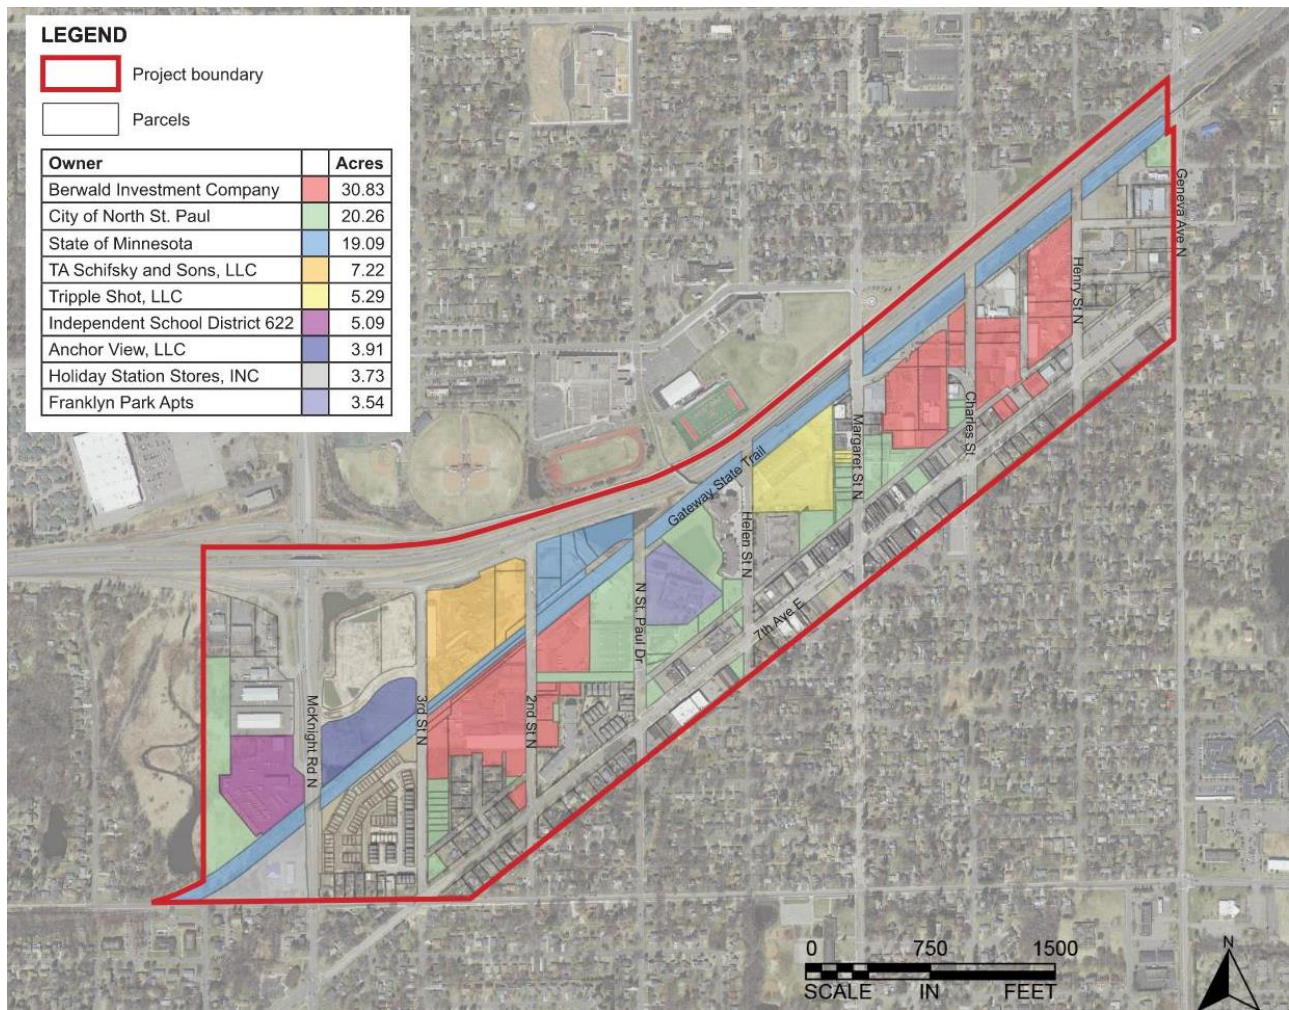 LEGEND
Project boundary
Parcels
Owner Acres
Berwald Investment Company 30.83
City of North St. Paul 20.26
State of Minnesota 19.09
TA Schifsky and Sons, LLC 7.22
Tripple Shot, LLC 5.29
Independent School District 622 5.09
Anchor View, LLC 3.91
Holiday Station Stores, INC 3.73
Franklyn Park Apts 3.54
Geneva Ave N
Henry St N
Charles St
Margaret St N
Gateway State Trail
Helen St N
7th Ave E
N St. Paul Dr
2nd St N
3rd St N
McKnight Rd N
0 750 1500
SCALE IN FEET
N